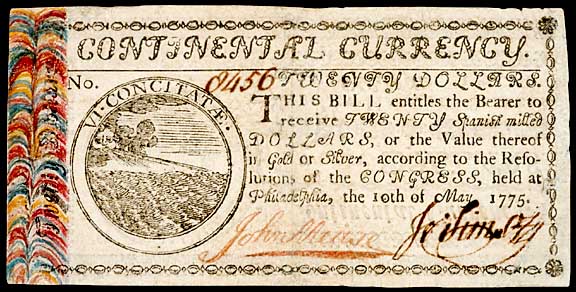 CONTINENTAL CURRENCY.
No. 8456 TWENTY DOLLARS.
VI CONCITATÆ.
THIS BILL entitles the Bearer to
receive TWENTY Spanish milled
DOLLARS, or the Value thereof
in Gold or Silver, according to the Reso-
lutions of the CONGRESS, held at
Philadelphia, the 10th of May, 1775.